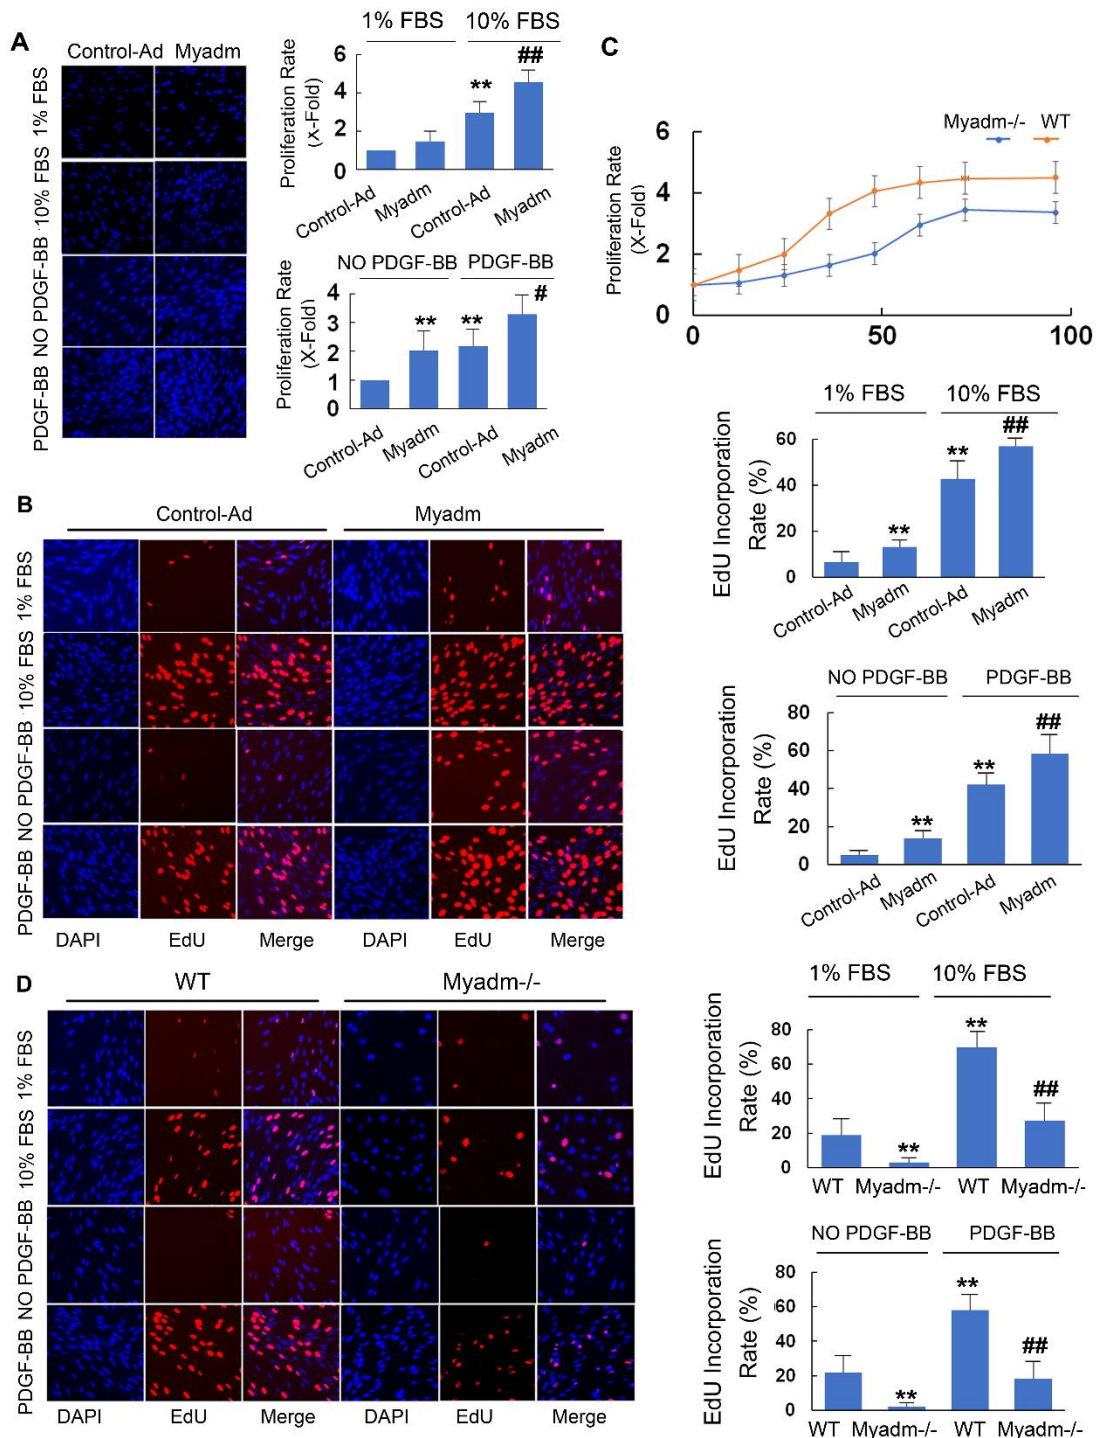 A
Control-Ad Myadm
1% FBS
10% FBS
NO PDGF-BB
PDGF-BB
1% FBS 10% FBS
Proliferation Rate
(X-Fold)
6
4
2
0
**
##
Control-Ad
Myadm
Control-Ad
Myadm
NO PDGF-BB PDGF-BB
Proliferation Rate
(X-Fold)
4
3
2
1
0
**
**
#
Control-Ad
Myadm
Control-Ad
Myadm
C
Myadm-/- WT
Proliferation Rate
(X-Fold)
6
4
2
0
0 50 100
B
Control-Ad Myadm
1% FBS
10% FBS
NO PDGF-BB
PDGF-BB
DAPI EdU Merge DAPI EdU Merge
1% FBS 10% FBS
EdU Incorporation
Rate (%)
60
40
20
0
**
**
##
Control-Ad
Myadm
Control-Ad
Myadm
NO PDGF-BB PDGF-BB
EdU Incorporation
Rate (%)
80
60
40
20
0
**
**
##
Control-Ad
Myadm
Control-Ad
Myadm
D
WT Myadm-/-
1% FBS
10% FBS
NO PDGF-BB
PDGF-BB
DAPI EdU Merge DAPI EdU Merge
1% FBS 10% FBS
EdU Incorporation
Rate (%)
80
60
40
20
0
**
**
##
WT Myadm-/- WT Myadm-/-
NO PDGF-BB PDGF-BB
EdU Incorporation
Rate (%)
80
60
40
20
0
**
**
##
WT Myadm-/- WT Myadm-/-